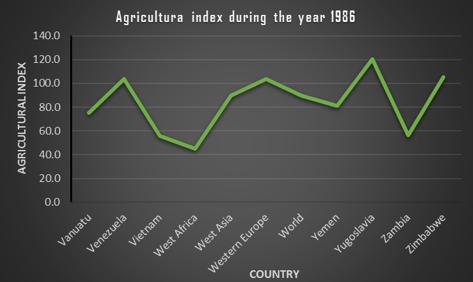 Agricultura index during the year 1986
140.0
120.0
100.0
80.0
60.0
40.0
20.0
0.0
AGRICULTURAL INDEX
Vanuatu
Venezuela
Vietnam
West Africa
West Asia
Western Europe
World
Yemen
Yugoslavia
Zambia
Zimbabwe
COUNTRY